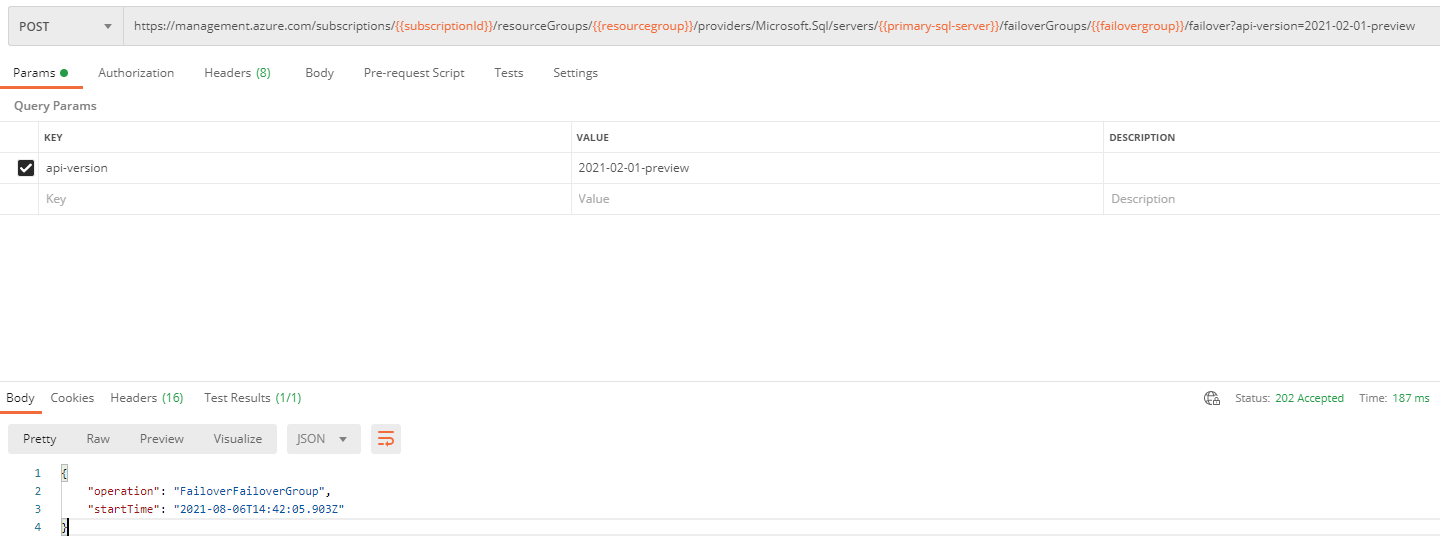 POST https://management.azure.com/subscriptions/{{subscriptionId}}/resourceGroups/{{resourcegroup}}/providers/Microsoft.Sql/servers/{{primary-sql-server}}/failoverGroups/{{failovergroup}}/failover?api-version=2021-02-01-preview
Params Authorization Headers (8) Body Pre-request Script Tests Settings
Query Params
KEY VALUE DESCRIPTION
api-version 2021-02-01-preview
Key Value Description
Body Cookies Headers (16) Test Results (1/1) Status: 202 Accepted Time: 187 ms
Pretty Raw Preview Visualize JSON
1 {
2 "operation": "FailoverFailoverGroup",
3 "startTime": "2021-08-06T14:42:05.903Z"
4 }